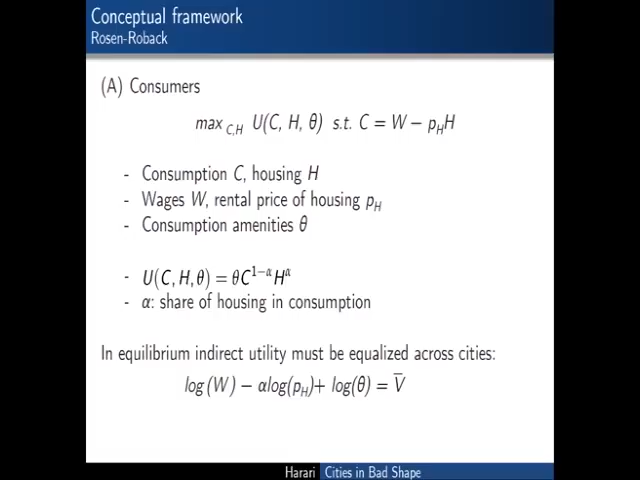 Conceptual framework
Rosen-Roback
(A) Consumers
max C,H U(C, H, θ) s.t. C = W − pHH
- Consumption C, housing H
- Wages W, rental price of housing pH
- Consumption amenities θ
- U(C, H, θ) = θC^1−α H^α
- α: share of housing in consumption
In equilibrium indirect utility must be equalized across cities:
log(W) − αlog(pH)+ log(θ) = V̅
Harari Cities in Bad Shape